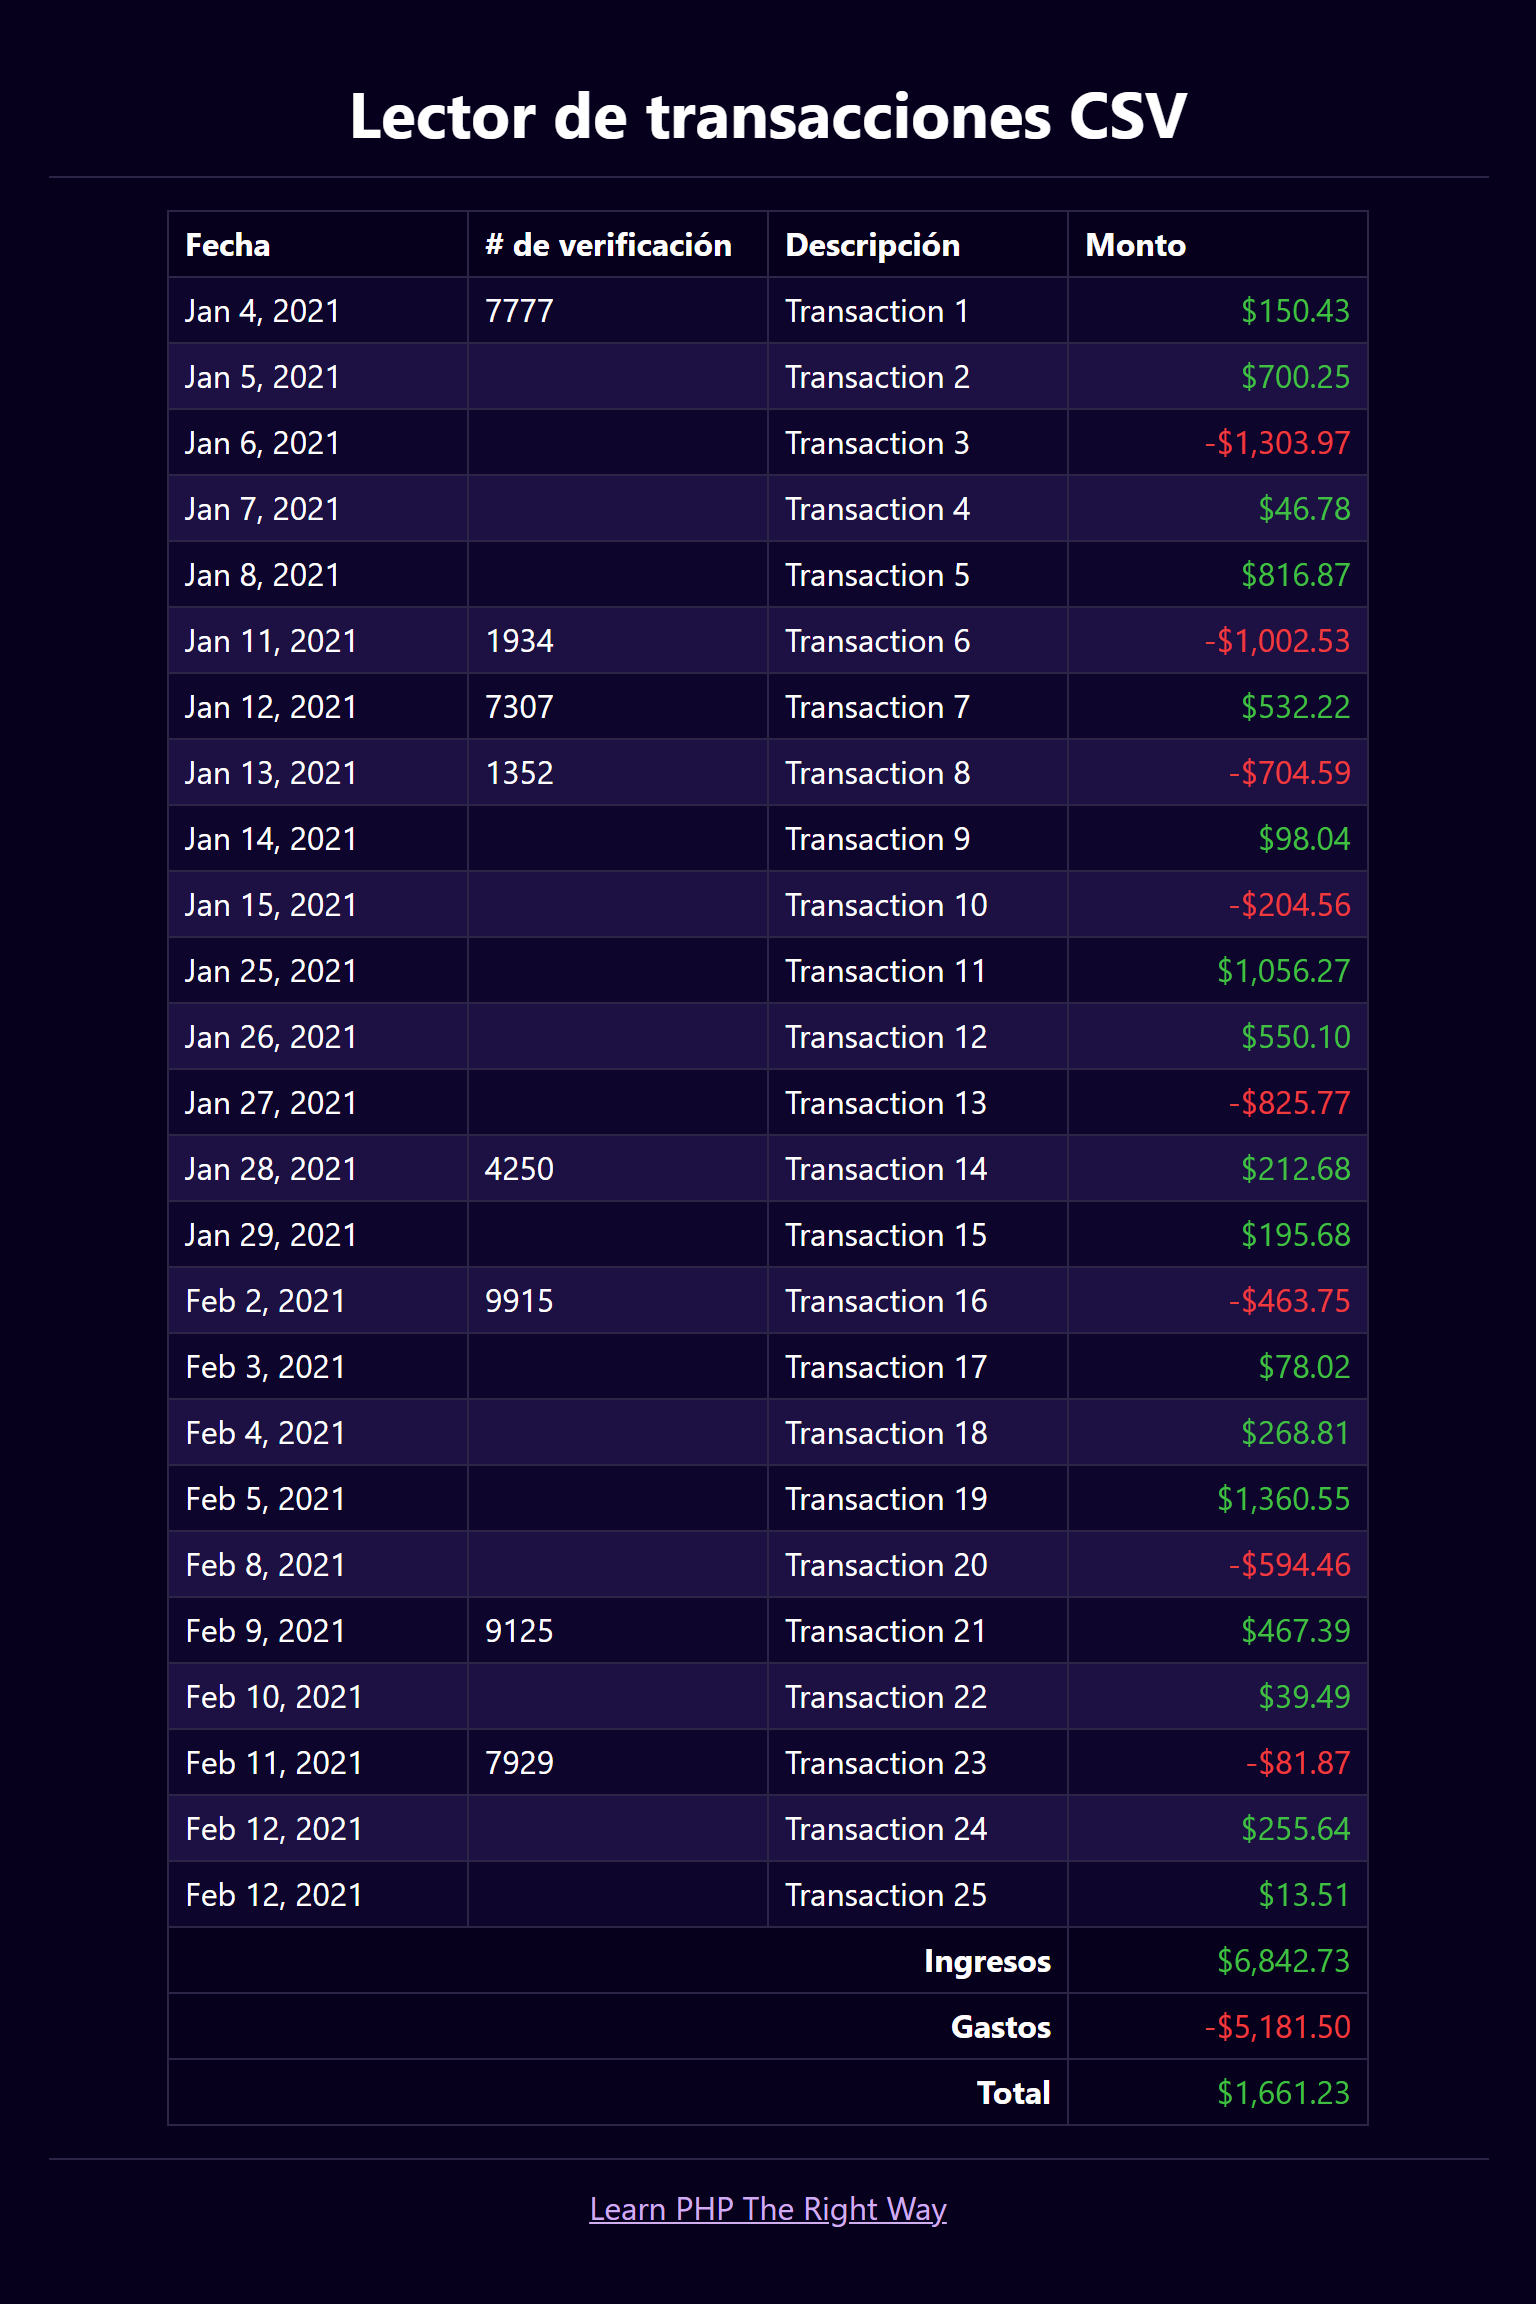 Lector de transacciones CSV
Fecha # de verificación Descripción Monto
Jan 4, 2021 7777 Transaction 1 $150.43
Jan 5, 2021 Transaction 2 $700.25
Jan 6, 2021 Transaction 3 -$1,303.97
Jan 7, 2021 Transaction 4 $46.78
Jan 8, 2021 Transaction 5 $816.87
Jan 11, 2021 1934 Transaction 6 -$1,002.53
Jan 12, 2021 7307 Transaction 7 $532.22
Jan 13, 2021 1352 Transaction 8 -$704.59
Jan 14, 2021 Transaction 9 $98.04
Jan 15, 2021 Transaction 10 -$204.56
Jan 25, 2021 Transaction 11 $1,056.27
Jan 26, 2021 Transaction 12 $550.10
Jan 27, 2021 Transaction 13 -$825.77
Jan 28, 2021 4250 Transaction 14 $212.68
Jan 29, 2021 Transaction 15 $195.68
Feb 2, 2021 9915 Transaction 16 -$463.75
Feb 3, 2021 Transaction 17 $78.02
Feb 4, 2021 Transaction 18 $268.81
Feb 5, 2021 Transaction 19 $1,360.55
Feb 8, 2021 Transaction 20 -$594.46
Feb 9, 2021 9125 Transaction 21 $467.39
Feb 10, 2021 Transaction 22 $39.49
Feb 11, 2021 7929 Transaction 23 -$81.87
Feb 12, 2021 Transaction 24 $255.64
Feb 12, 2021 Transaction 25 $13.51
Ingresos $6,842.73
Gastos -$5,181.50
Total $1,661.23
Learn PHP The Right Way